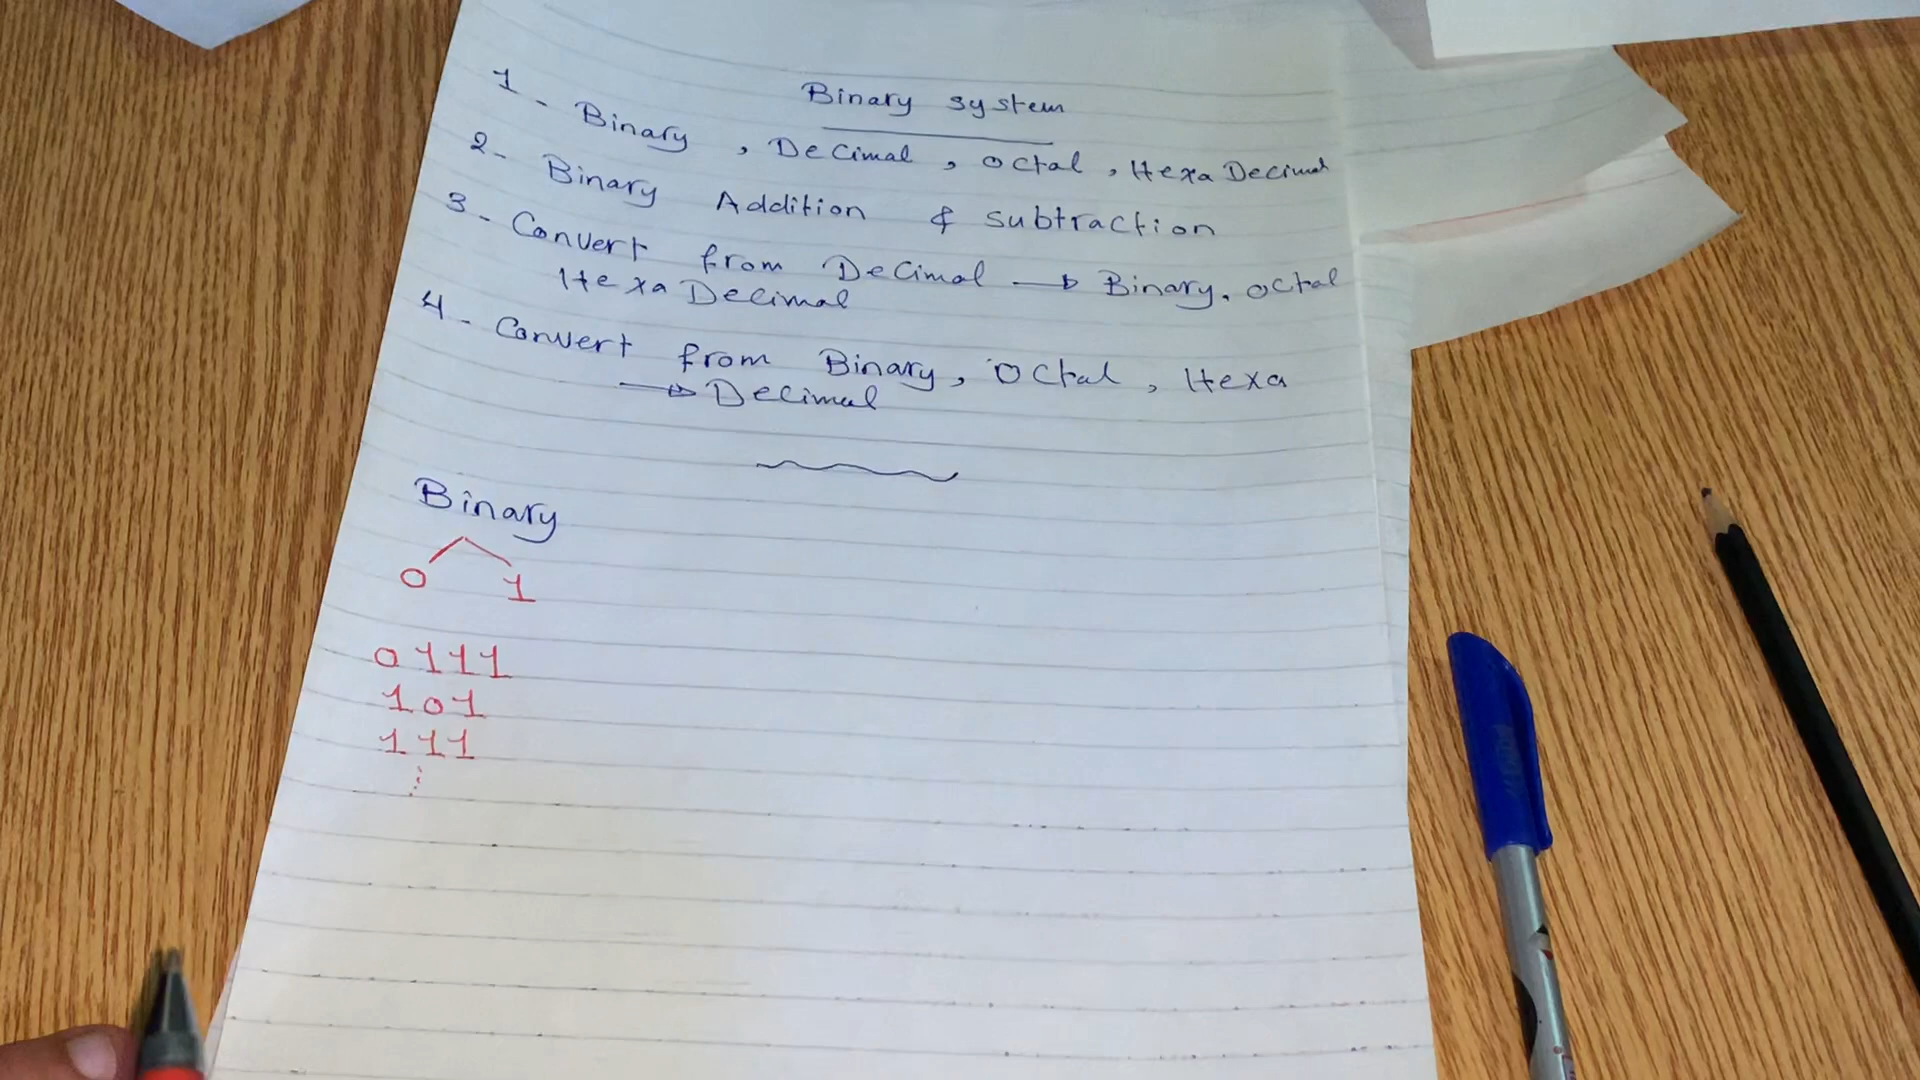 Binary system
1 - Binary , Decimal , octal , Hexa Decimal
2 - Binary Addition & subtraction
3 - Convert from Decimal → Binary, octal
Hexa Decimal
4 - Convert from Binary, Octal , Hexa
→ Decimal
Binary
0 1
0111
101
111